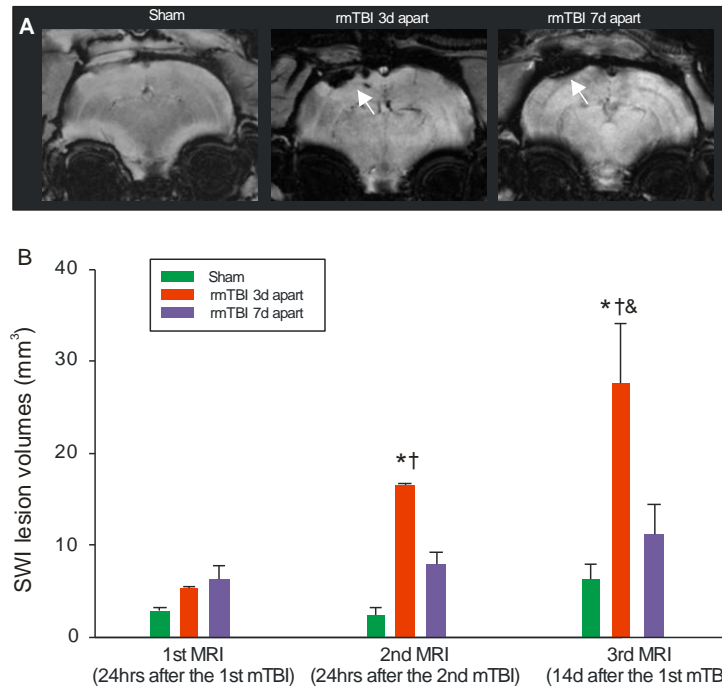 A
Sham
rmTBI 3d apart
rmTBI 7d apart
B
SWI lesion volumes (mm³)
40
30
20
10
0
Sham
rmTBI 3d apart
rmTBI 7d apart
*†
*†&
1st MRI
(24hrs after the 1st mTBI)
2nd MRI
(24hrs after the 2nd mTBI)
3rd MRI
(14d after the 1st mTB